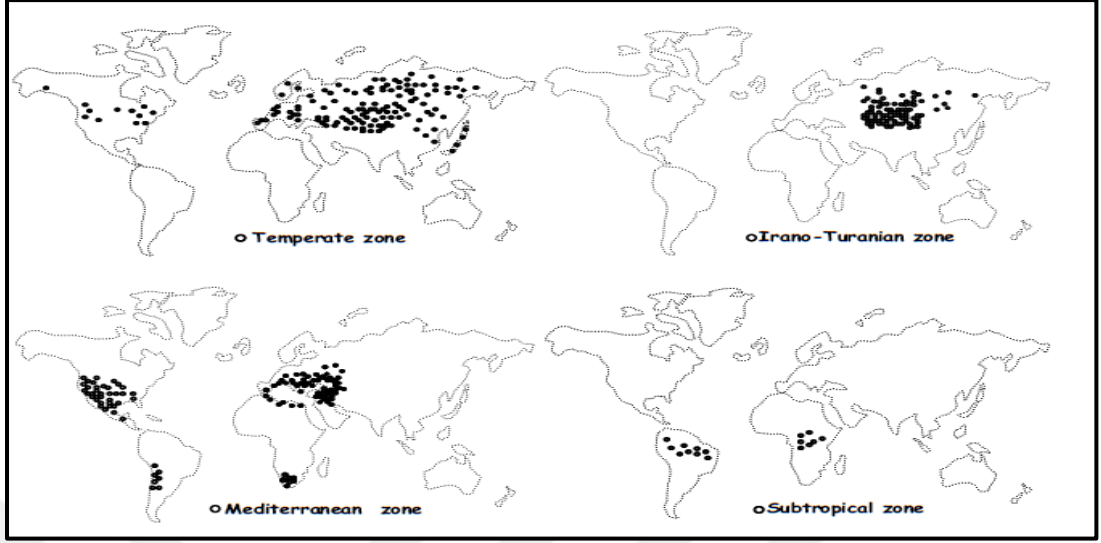 Temperate zone
Irano-Turanian zone
Mediterranean zone
Subtropical zone